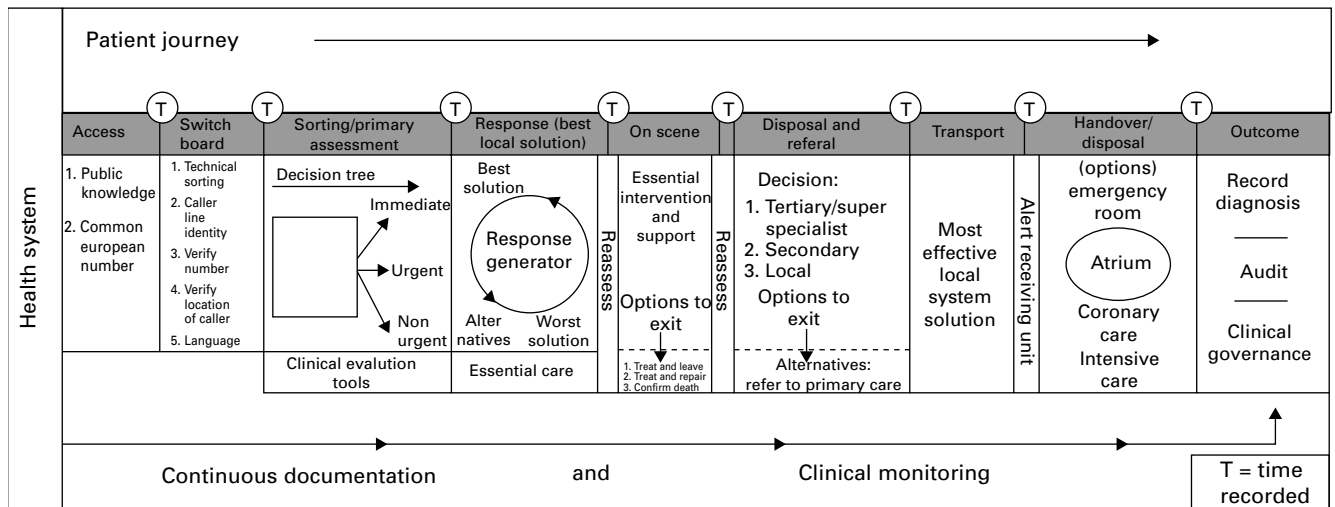 Patient journey
Health system
T
T
T
T
T
T
T
T
Access
Switch
board
Sorting/primary
assessment
Response (best
local solution)
On scene
Disposal and
referal
Transport
Handover/
disposal
Outcome
1. Public
knowledge
2. Common
european
number
1. Technical
sorting
2. Caller
line
identity
3. Verify
number
4. Verify
location
of caller
5. Language
Decision tree
Immediate
Urgent
Non
urgent
Clinical evalution
tools
Best
solution
Response
generator
Alter
natives
Worst
solution
Essential care
Reassess
Essential
intervention
and
support
Options to
exit
1. Treat and leave
2. Treat and repair
3. Confirm death
Reassess
Decision:
1. Tertiary/super
specialist
2. Secondary
3. Local
Options to
exit
Alternatives:
refer to primary care
Most
effective
local
system
solution
Alert receiving unit
(options)
emergency
room
Atrium
Coronary
care
Intensive
care
Record
diagnosis
Audit
Clinical
governance
Continuous documentation and Clinical monitoring
T = time
recorded